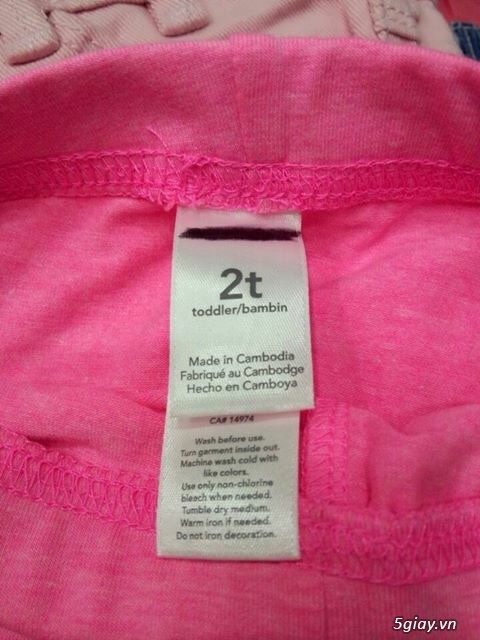 2t
toddler/bambin
Made in Cambodia
Fabriqué au Cambodge
Hecho en Camboya
CA# 14974
Wash before use.
Turn garment inside out.
Machine wash cold with
like colors.
Use only non-chlorine
bleach when needed.
Tumble dry medium.
Warm iron if needed.
Do not iron decoration.
5giay.vn